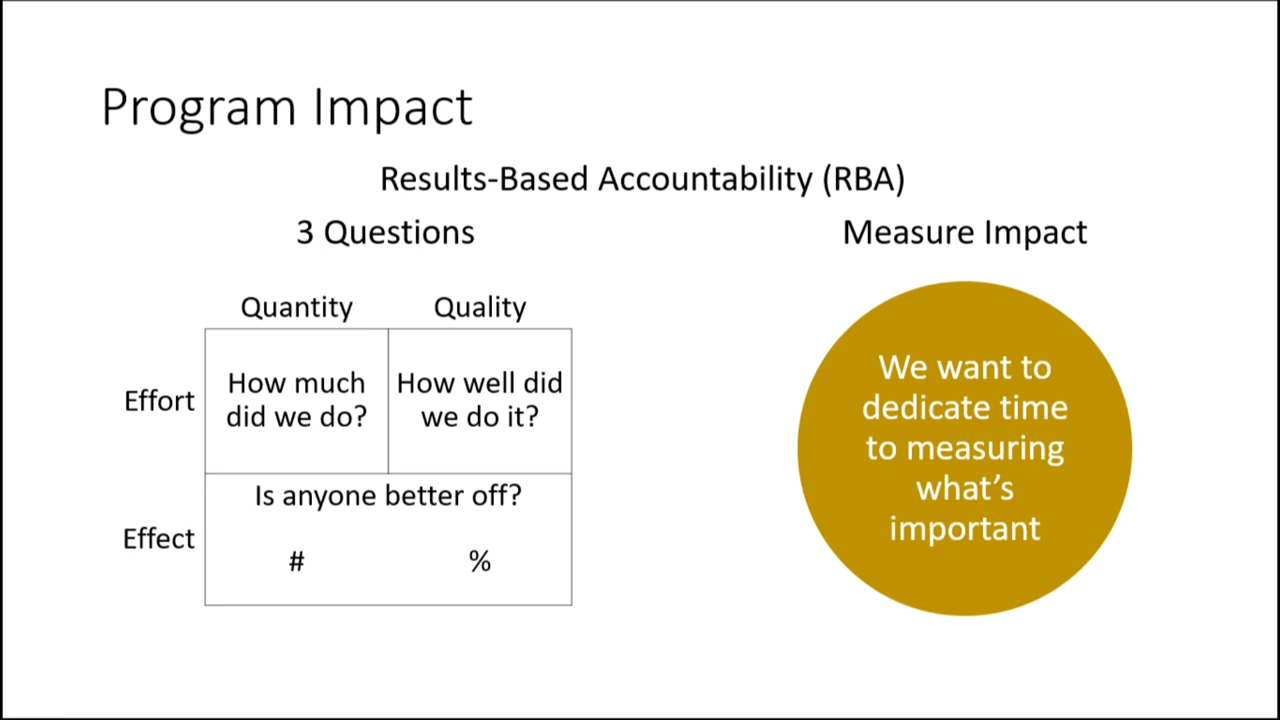 Program Impact
Results-Based Accountability (RBA)
3 Questions
Measure Impact
Quantity
Quality
Effort
How much
did we do?
How well did
we do it?
Effect
Is anyone better off?
#
%
We want to
dedicate time
to measuring
what's
important